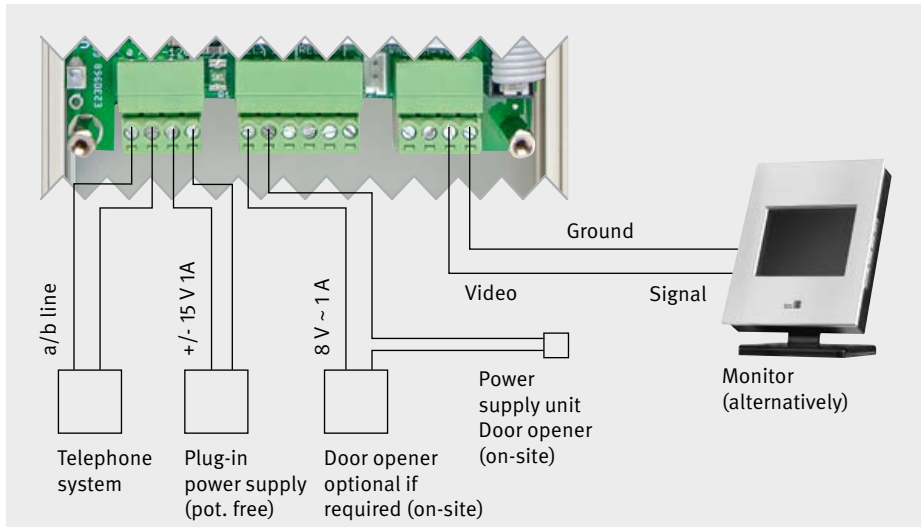 E230968
Ground
Video
Signal
a/b line
+/- 15 V 1A
8 V ~ 1 A
Telephone
system
Plug-in
power supply
(pot. free)
Door opener
optional if
required (on-site)
Power
supply unit
Door opener
(on-site)
Monitor
(alternatively)